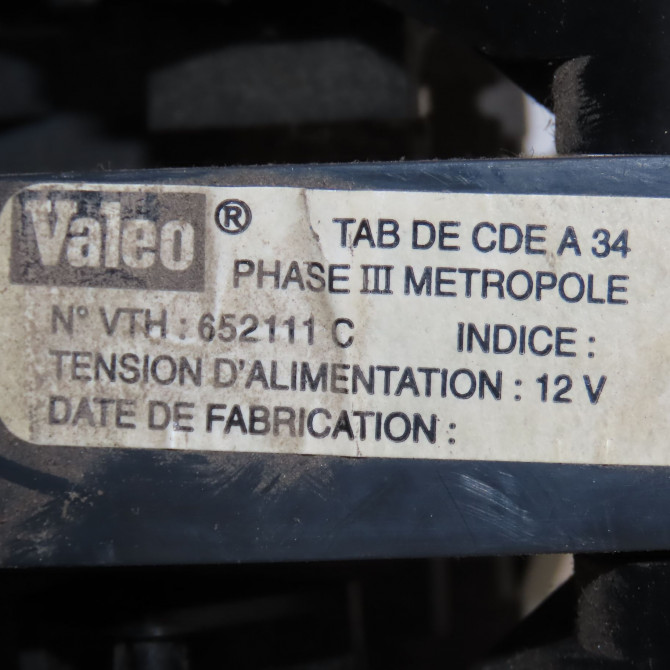 Valeo ® TAB DE CDE A 34
PHASE III METROPOLE
N° VTH : 652111 C INDICE :
TENSION D'ALIMENTATION : 12 V
DATE DE FABRICATION :